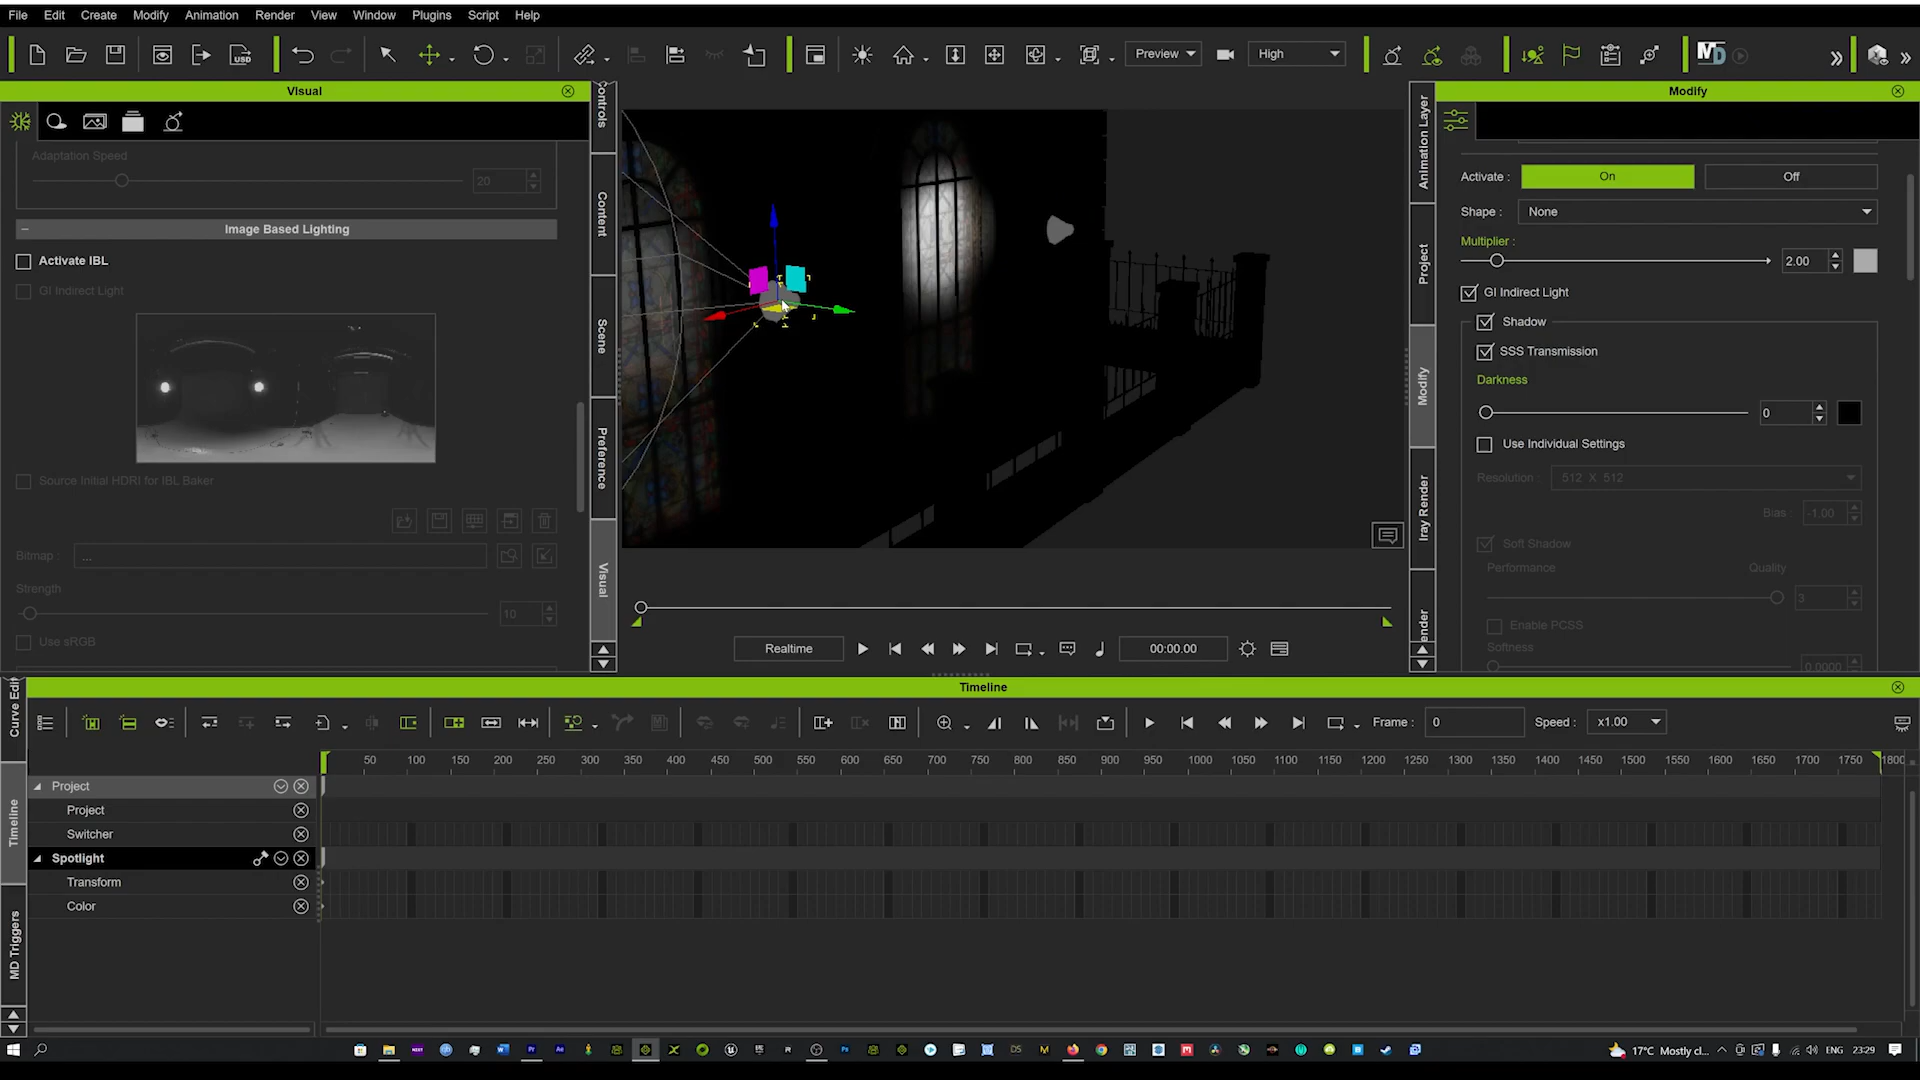 File Edit Create Modify Animation Render View Window Plugins Script Help
USD
Preview
High
MD
Visual
Modify
Adaptation Speed
20
Image Based Lighting
Activate IBL
GI Indirect Light
Source Initial HDRI for IBL Baker
Bitmap : ...
Strength
10
Use sRGB
Content
Scene
Preference
Visual
Animation Layer
Project
Modify
Iray Render
Activate : On Off
Shape : None
Multiplier :
2.00
GI Indirect Light
Shadow
SSS Transmission
Darkness
0
Use Individual Settings
Resolution : 512 X 512
Bias : -1.00
Soft Shadow
Performance Quality
3
Enable PCSS
Softness
0.0000
Realtime
00:00.00
Timeline
Frame : 0 Speed : x1.00
50 100 150 200 250 300 350 400 450 500 550 600 650 700 750 800 850 900 950 1000 1050 1100 1150 1200 1250 1300 1350 1400 1450 1500 1550 1600 1650 1700 1750 1800
Project
Project
Switcher
Spotlight
Transform
Color
Timeline
MD Triggers
17°C Mostly cl... ENG 23:29